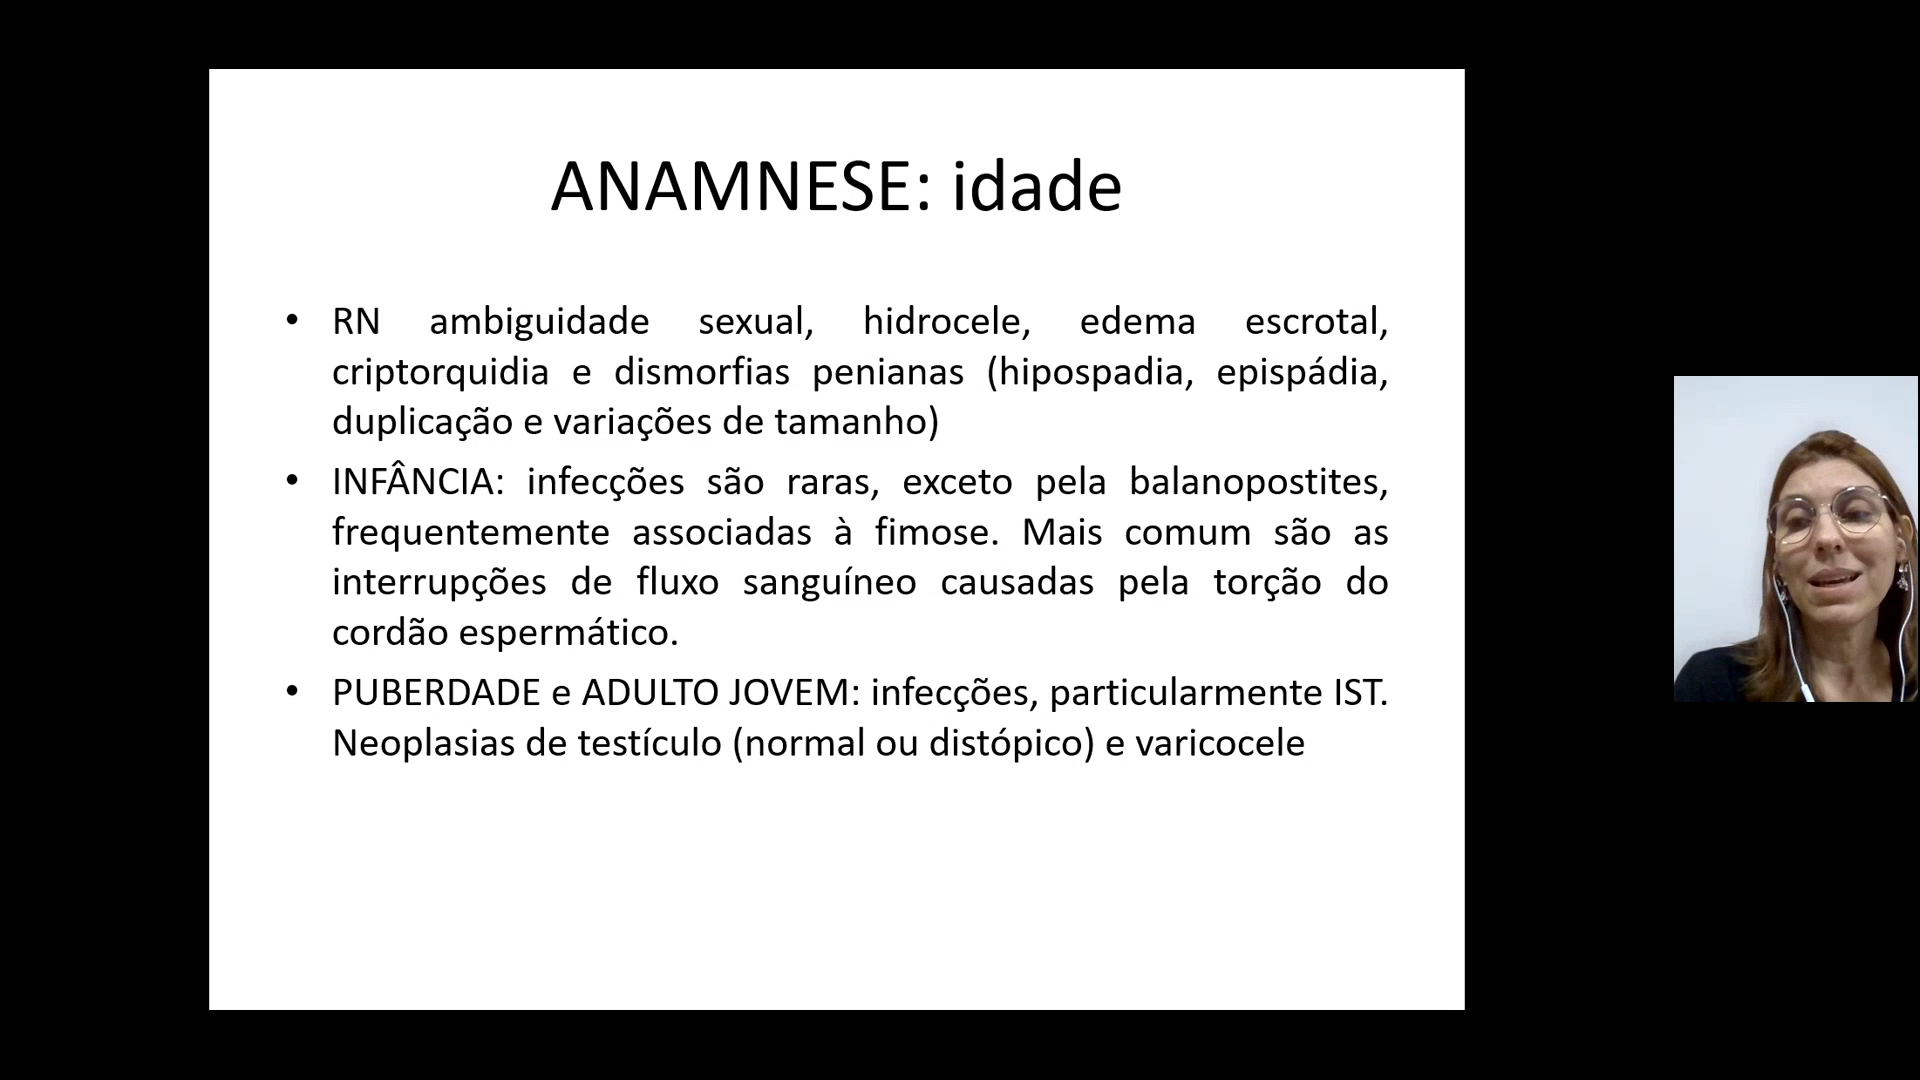 ANAMNESE: idade
• RN ambiguidade sexual, hidrocele, edema escrotal,
criptorquidia e dismorfias penianas (hipospadia, epispádia,
duplicação e variações de tamanho)
• INFÂNCIA: infecções são raras, exceto pela balanopostites,
frequentemente associadas à fimose. Mais comum são as
interrupções de fluxo sanguíneo causadas pela torção do
cordão espermático.
• PUBERDADE e ADULTO JOVEM: infecções, particularmente IST.
Neoplasias de testículo (normal ou distópico) e varicocele